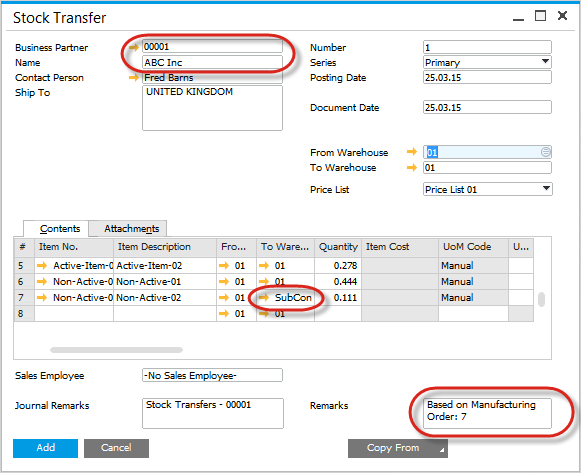 Stock Transfer
Business Partner 00001 Number 1
Name ABC Inc Series Primary
Contact Person Fred Barns Posting Date 25.03.15
Ship To UNITED KINGDOM
Document Date 25.03.15
From Warehouse 01
To Warehouse 01
Price List Price List 01
Contents Attachments
# Item No. Item Description Fro... To Ware... Quantity Item Cost UoM Code U...
5 Active-Item-0 Active-Item-02 01 01 0.278 Manual
6 Non-Active-0 Non-Active-01 01 01 0.444 Manual
7 Non-Active-0 Non-Active-02 01 SubCon 0.111 Manual
8 01 01
Sales Employee -No Sales Employee-
Journal Remarks Stock Transfers - 00001 Remarks Based on Manufacturing
Order: 7
Add Cancel Copy From